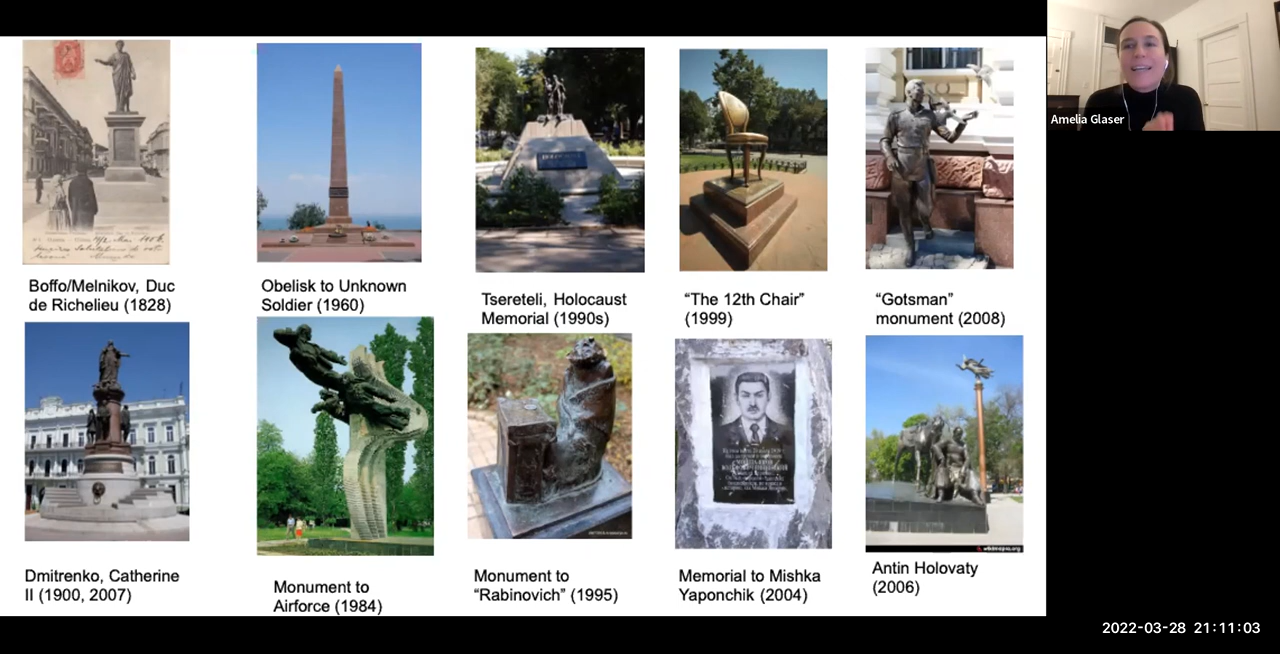 Amelia Glaser
Boffo/Melnikov, Duc
de Richelieu (1828)
Obelisk to Unknown
Soldier (1960)
Tsereteli, Holocaust
Memorial (1990s)
“The 12th Chair”
(1999)
“Gotsman”
monument (2008)
Dmitrenko, Catherine
II (1900, 2007)
Monument to
Airforce (1984)
Monument to
“Rabinovich” (1995)
Memorial to Mishka
Yaponchik (2004)
Antin Holovaty
(2006)
2022-03-28 21:11:03